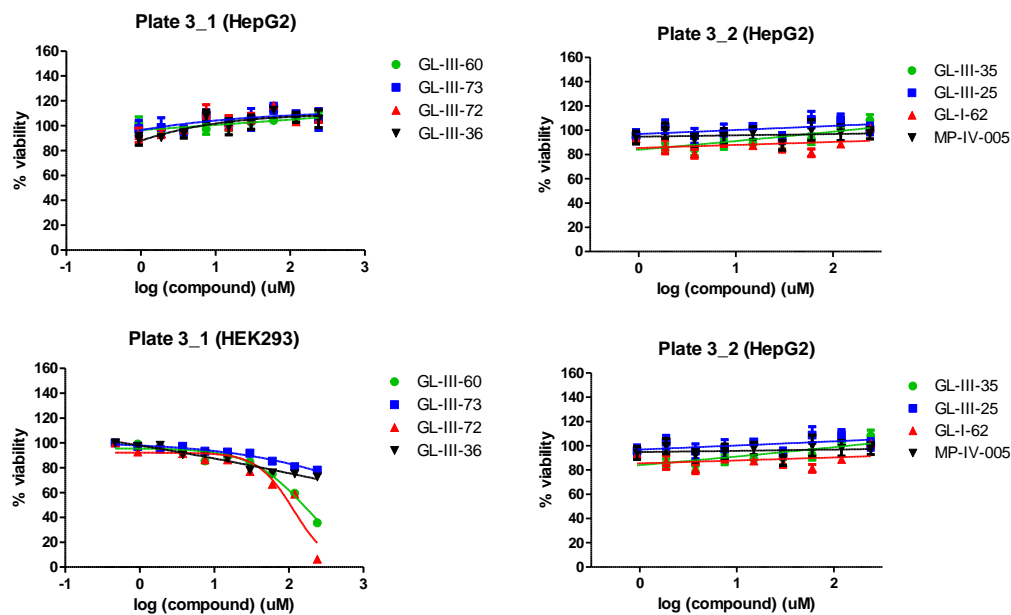 Plate 3_1 (HepG2)
160
140
120
100
80
60
40
20
0
% viability
-1 0 1 2 3
log (compound) (uM)
GL-III-60
GL-III-73
GL-III-72
GL-III-36
Plate 3_2 (HepG2)
160
140
120
100
80
60
40
20
0
% viability
0 1 2
log (compound) (uM)
GL-III-35
GL-III-25
GL-I-62
MP-IV-005
Plate 3_1 (HEK293)
160
140
120
100
80
60
40
20
0
% viability
-1 0 1 2 3
log (compound) (uM)
GL-III-60
GL-III-73
GL-III-72
GL-III-36
Plate 3_2 (HepG2)
160
140
120
100
80
60
40
20
0
% viability
0 1 2
log (compound) (uM)
GL-III-35
GL-III-25
GL-I-62
MP-IV-005